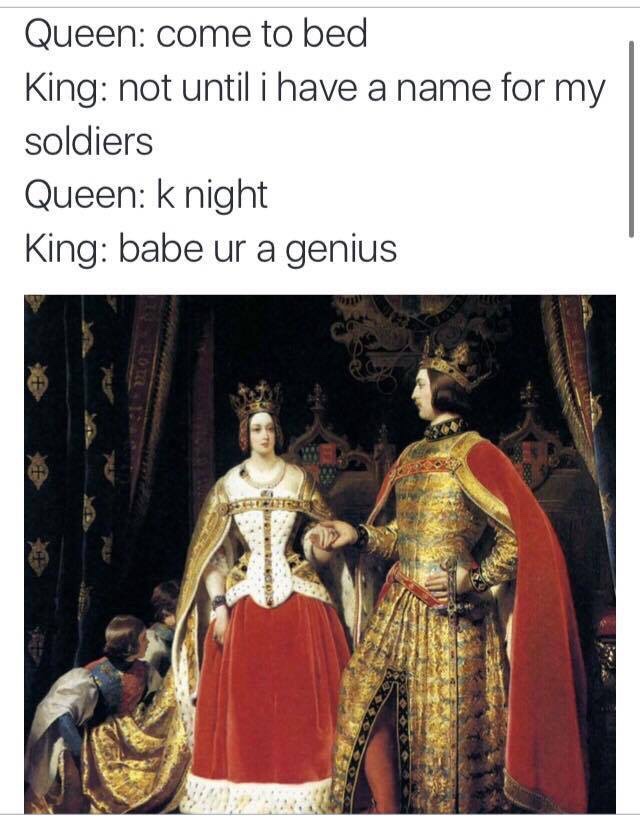 Queen: come to bed
King: not until i have a name for my
soldiers
Queen: k night
King: babe ur a genius